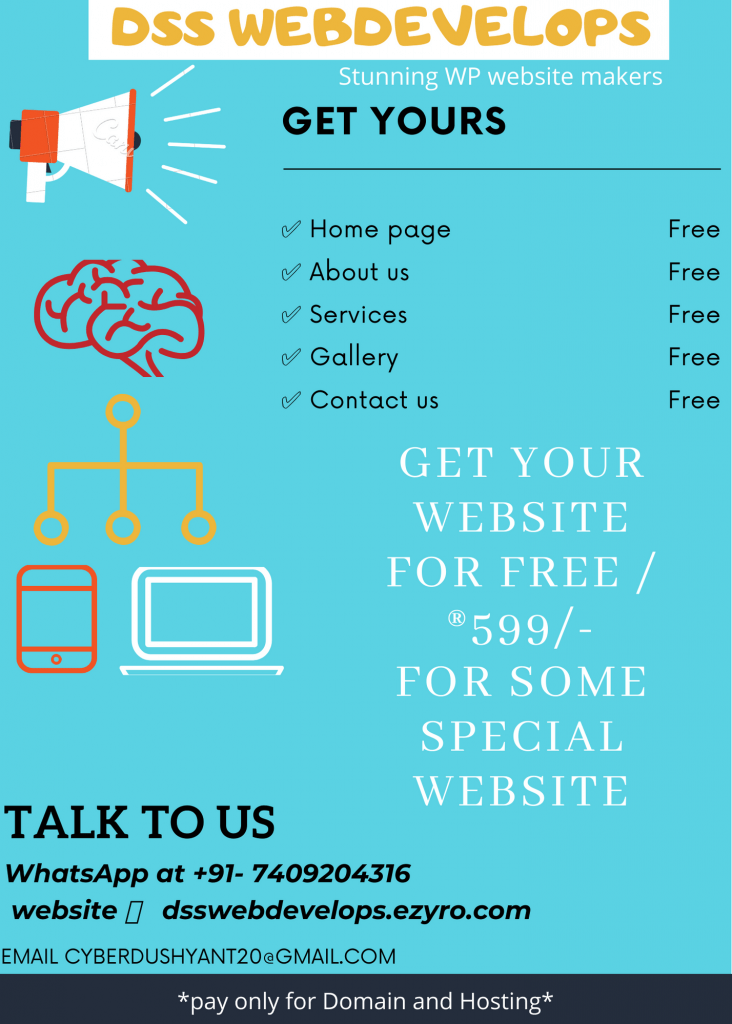 DSS WEBDEVELOPS
Stunning WP website makers
GET YOURS
✅ Home page Free
✅ About us Free
✅ Services Free
✅ Gallery Free
✅ Contact us Free
GET YOUR
WEBSITE
FOR FREE /
®599/-
FOR SOME
SPECIAL
WEBSITE
TALK TO US
WhatsApp at +91- 7409204316
website dsswebdevelops.ezyro.com
EMAIL CYBERDUSHYANT20@GMAIL.COM
*pay only for Domain and Hosting*